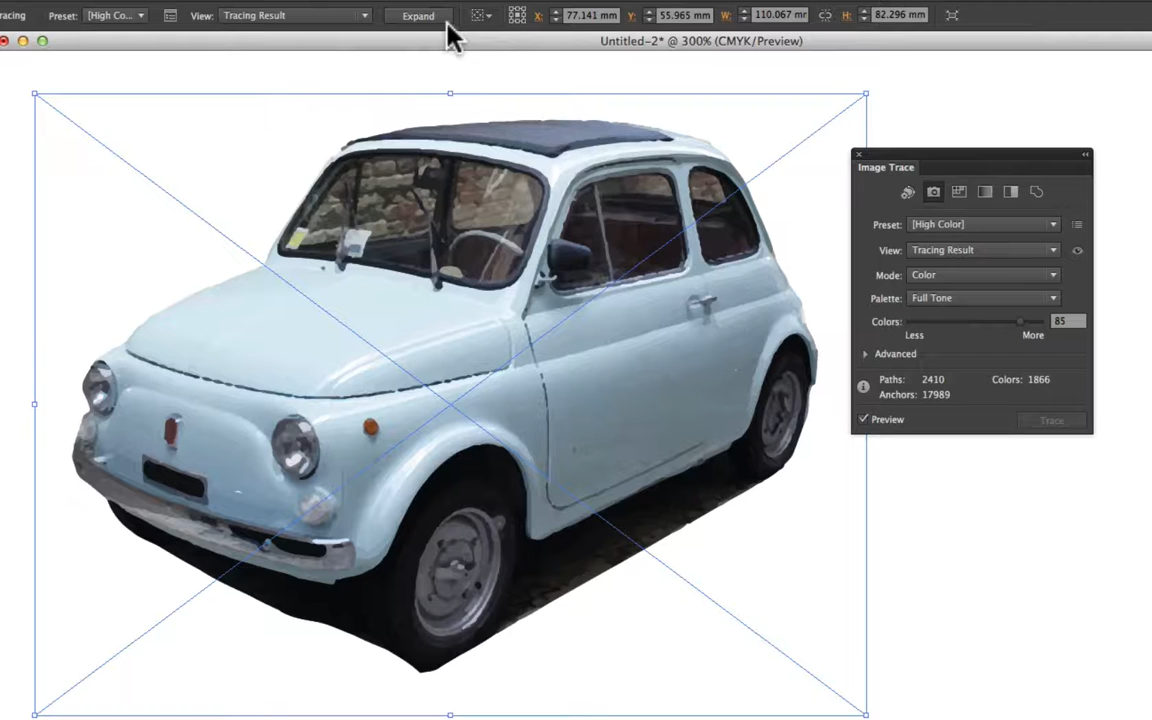 racing Preset: [High Co... View: Tracing Result Expand X: 77.141 mm Y: 55.965 mm W: 110.067 mr H: 82.296 mm
Untitled-2* @ 300% (CMYK/Preview)
Image Trace
Preset: [High Color]
View: Tracing Result
Mode: Color
Palette: Full Tone
Colors: 85
Less More
Advanced
Paths: 2410 Colors: 1866
Anchors: 17989
Preview Trace